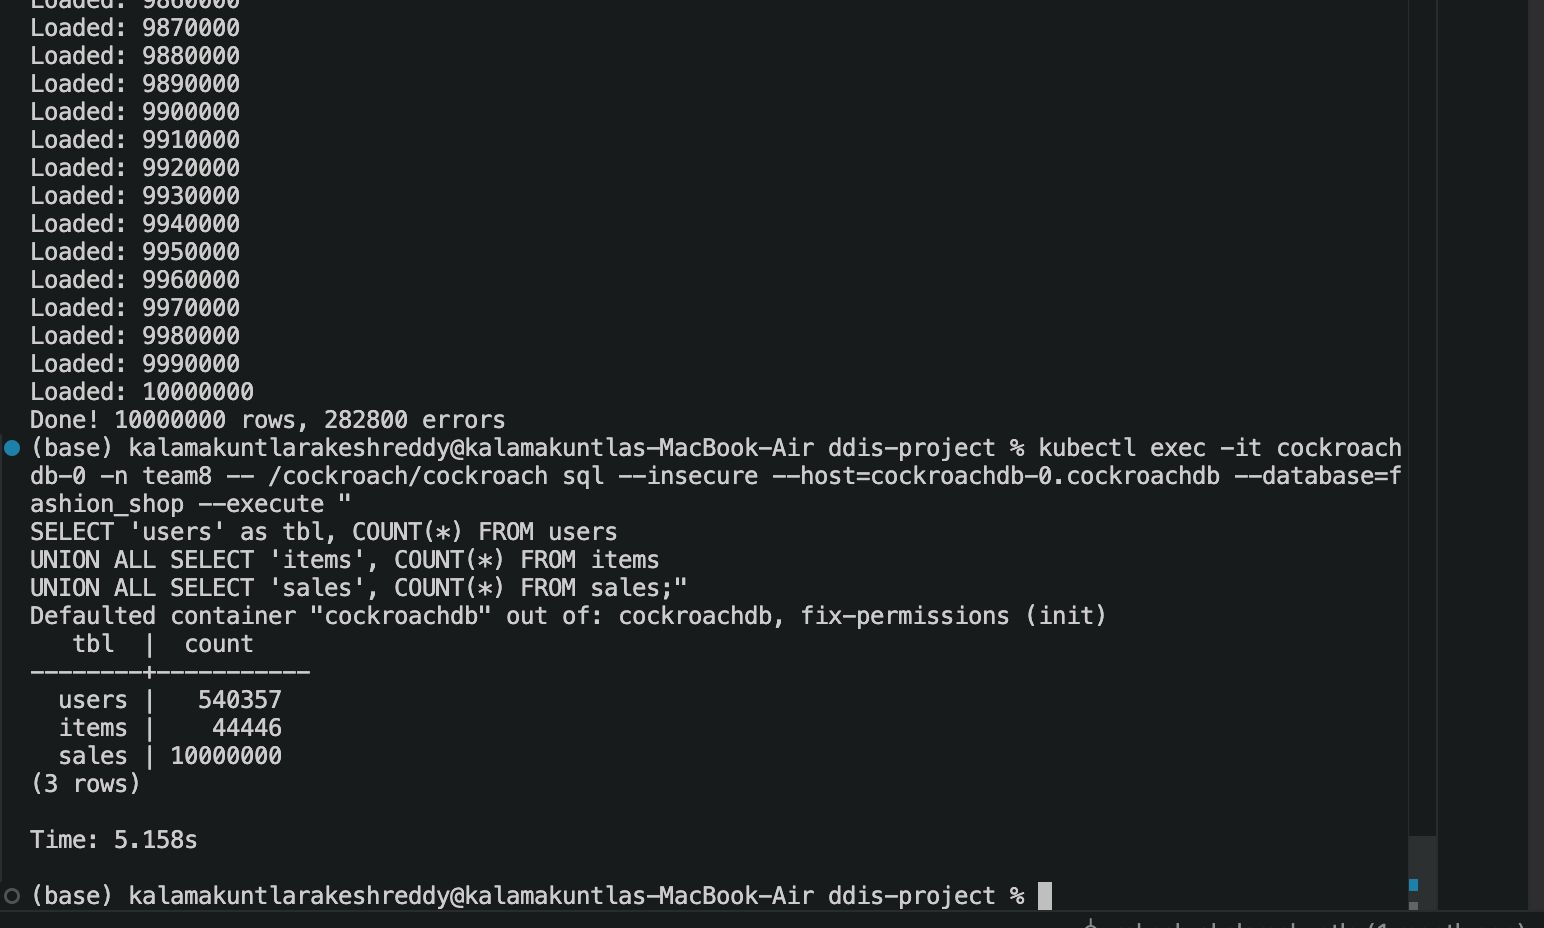 Loaded: 9860000
Loaded: 9870000
Loaded: 9880000
Loaded: 9890000
Loaded: 9900000
Loaded: 9910000
Loaded: 9920000
Loaded: 9930000
Loaded: 9940000
Loaded: 9950000
Loaded: 9960000
Loaded: 9970000
Loaded: 9980000
Loaded: 9990000
Loaded: 10000000
Done! 10000000 rows, 282800 errors
(base) kalamakuntlarakeshreddy@kalamakuntlas-MacBook-Air ddis-project % kubectl exec -it cockroach
db-0 -n team8 -- /cockroach/cockroach sql --insecure --host=cockroachdb-0.cockroachdb --database=f
ashion_shop --execute "
SELECT 'users' as tbl, COUNT(*) FROM users
UNION ALL SELECT 'items', COUNT(*) FROM items
UNION ALL SELECT 'sales', COUNT(*) FROM sales;"
Defaulted container "cockroachdb" out of: cockroachdb, fix-permissions (init)
   tbl  |  count
--------+-----------
  users |   540357
  items |    44446
  sales | 10000000
(3 rows)
Time: 5.158s
(base) kalamakuntlarakeshreddy@kalamakuntlas-MacBook-Air ddis-project %